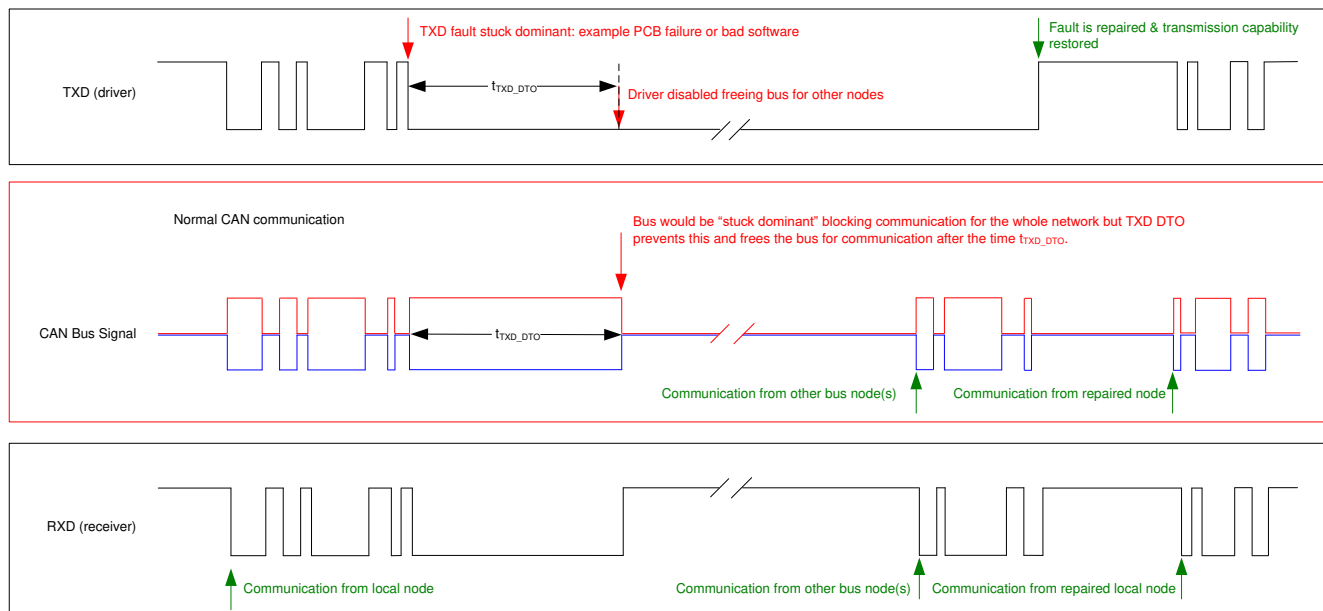 TXD fault stuck dominant: example PCB failure or bad software
Fault is repaired & transmission capability
restored
TXD (driver)
tTXD_DTO
Driver disabled freeing bus for other nodes
Normal CAN communication
Bus would be “stuck dominant” blocking communication for the whole network but TXD DTO
prevents this and frees the bus for communication after the time tTXD_DTO.
CAN Bus Signal
tTXD_DTO
Communication from other bus node(s)
Communication from repaired node
RXD (receiver)
Communication from local node
Communication from other bus node(s)
Communication from repaired local node